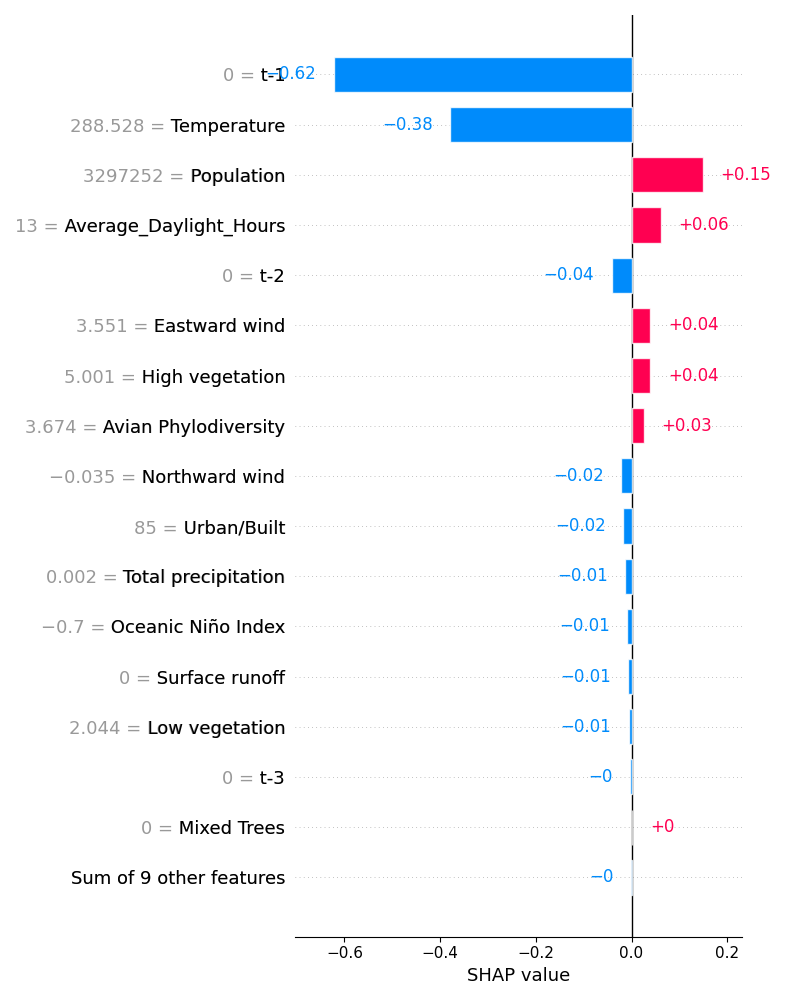 0 = t-1 −0.62
288.528 = Temperature −0.38
3297252 = Population +0.15
13 = Average_Daylight_Hours +0.06
0 = t-2 −0.04
3.551 = Eastward wind +0.04
5.001 = High vegetation +0.04
3.674 = Avian Phylodiversity +0.03
−0.035 = Northward wind −0.02
85 = Urban/Built −0.02
0.002 = Total precipitation −0.01
−0.7 = Oceanic Niño Index −0.01
0 = Surface runoff −0.01
2.044 = Low vegetation −0.01
0 = t-3 −0
0 = Mixed Trees +0
Sum of 9 other features −0
−0.6 −0.4 −0.2 0.0 0.2
SHAP value